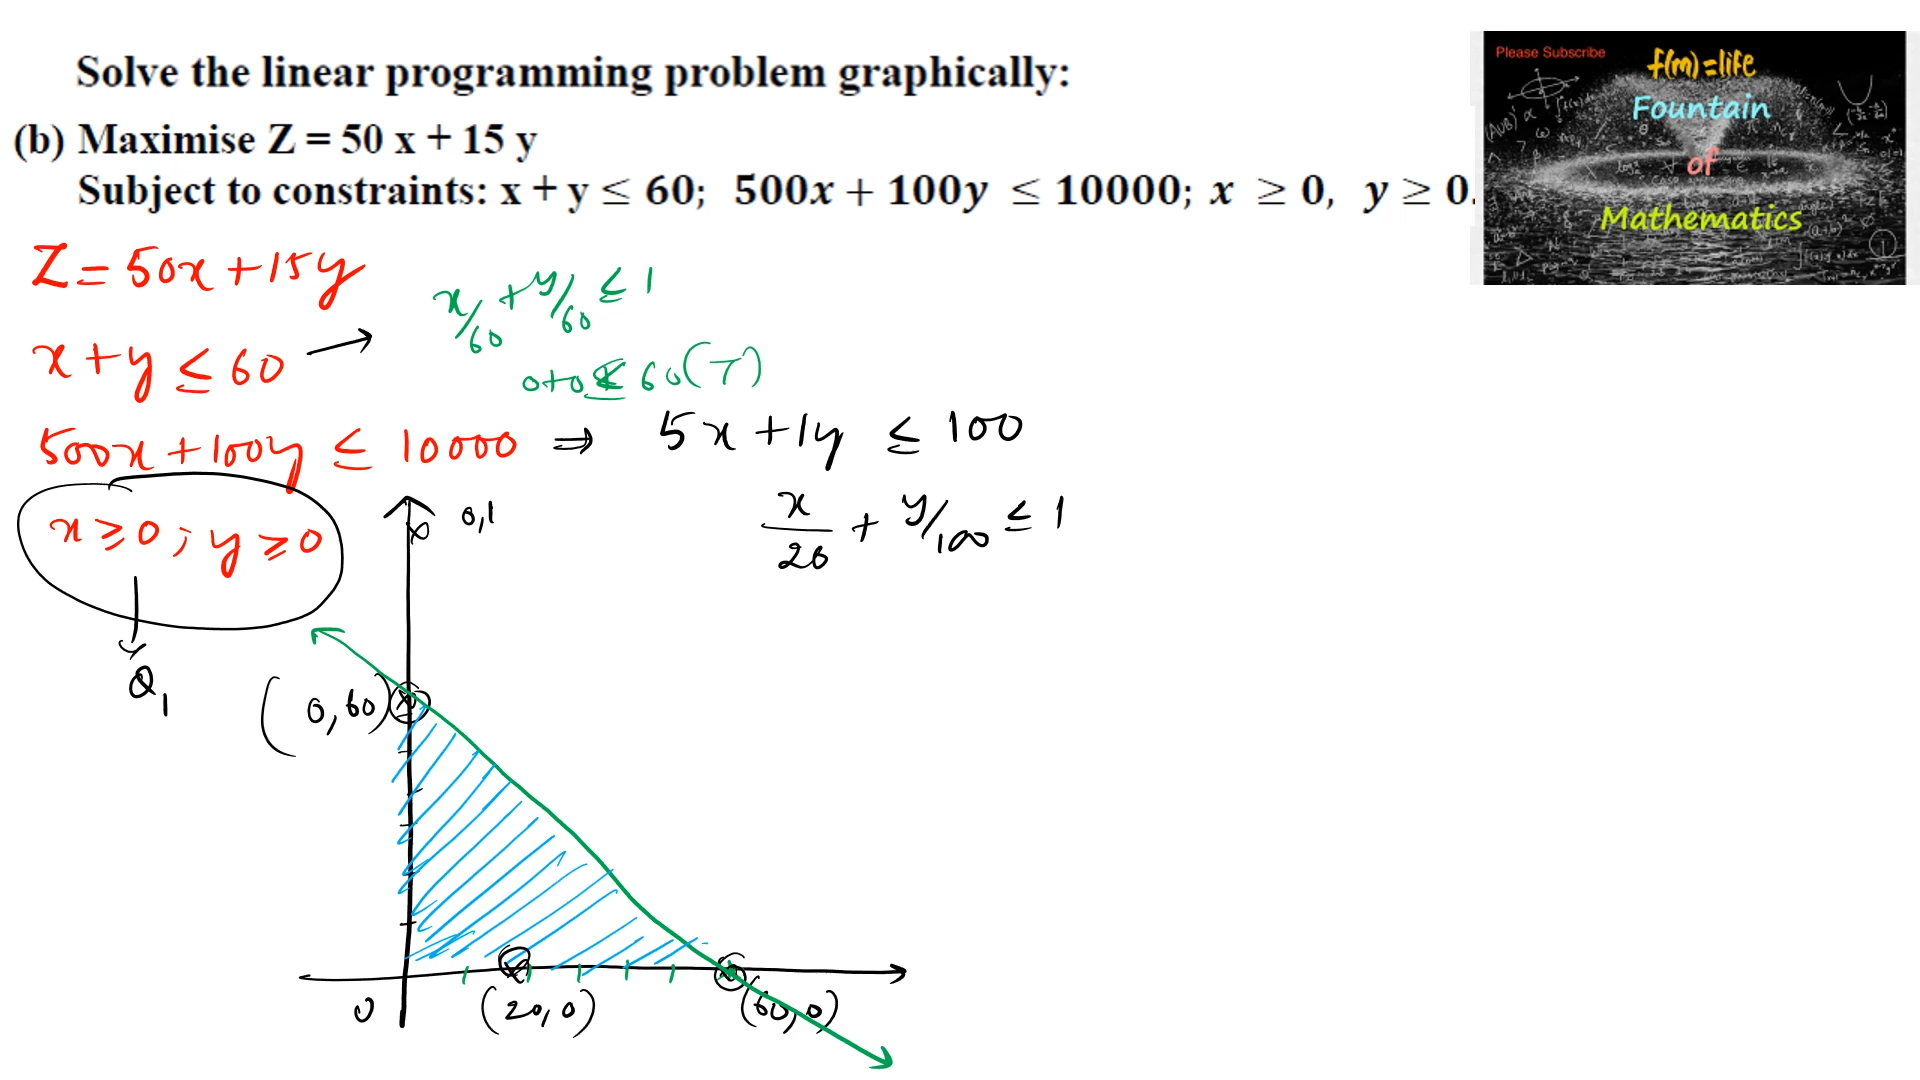 Solve the linear programming problem graphically:
(b) Maximise Z = 50 x + 15 y
Subject to constraints: x + y ≤ 60; 500x + 100y ≤ 10000; x ≥ 0, y ≥ 0.
Please Subscribe
f(m)=life
Fountain
of
Mathematics
Z = 50x + 15y
x/60 + y/60 ≤ 1
x + y ≤ 60 →
0+0 ≤ 60 (T)
500x + 100y ≤ 10000 ⇒ 5x + 1y ≤ 100
x/20 + y/100 ≤ 1
x ≥ 0 ; y ≥ 0
0,1
Q1
(0,60)
0
(20,0)
(60,0)